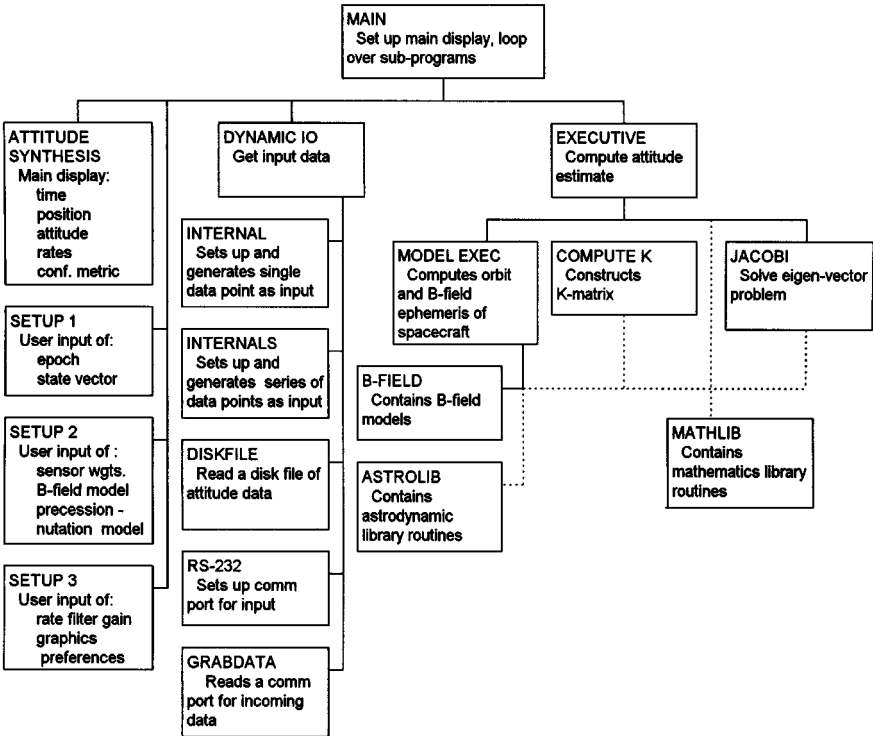 MAIN
Set up main display, loop
over sub-programs
ATTITUDE
SYNTHESIS
Main display:
time
position
attitude
rates
conf. metric
SETUP 1
User input of:
epoch
state vector
SETUP 2
User input of :
sensor wgts.
B-field model
precession -
nutation model
SETUP 3
User input of:
rate filter gain
graphics
preferences
DYNAMIC IO
Get input data
INTERNAL
Sets up and
generates single
data point as input
INTERNALS
Sets up and
generates series of
data points as input
DISKFILE
Read a disk file of
attitude data
RS-232
Sets up comm
port for input
GRABDATA
Reads a comm
port for incoming
data
EXECUTIVE
Compute attitude
estimate
MODEL EXEC
Computes orbit
and B-field
ephemeris of
spacecraft
COMPUTE K
Constructs
K-matrix
JACOBI
Solve eigen-vector
problem
B-FIELD
Contains B-field
models
ASTROLIB
Contains
astrodynamic
library routines
MATHLIB
Contains
mathematics library
routines